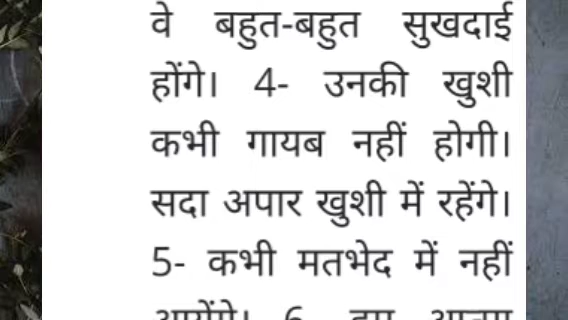 वे बहुत-बहुत सुखदाई
होंगे। 4- उनकी खुशी
कभी गायब नहीं होगी।
सदा अपार खुशी में रहेंगे।
5- कभी मतभेद में नहीं